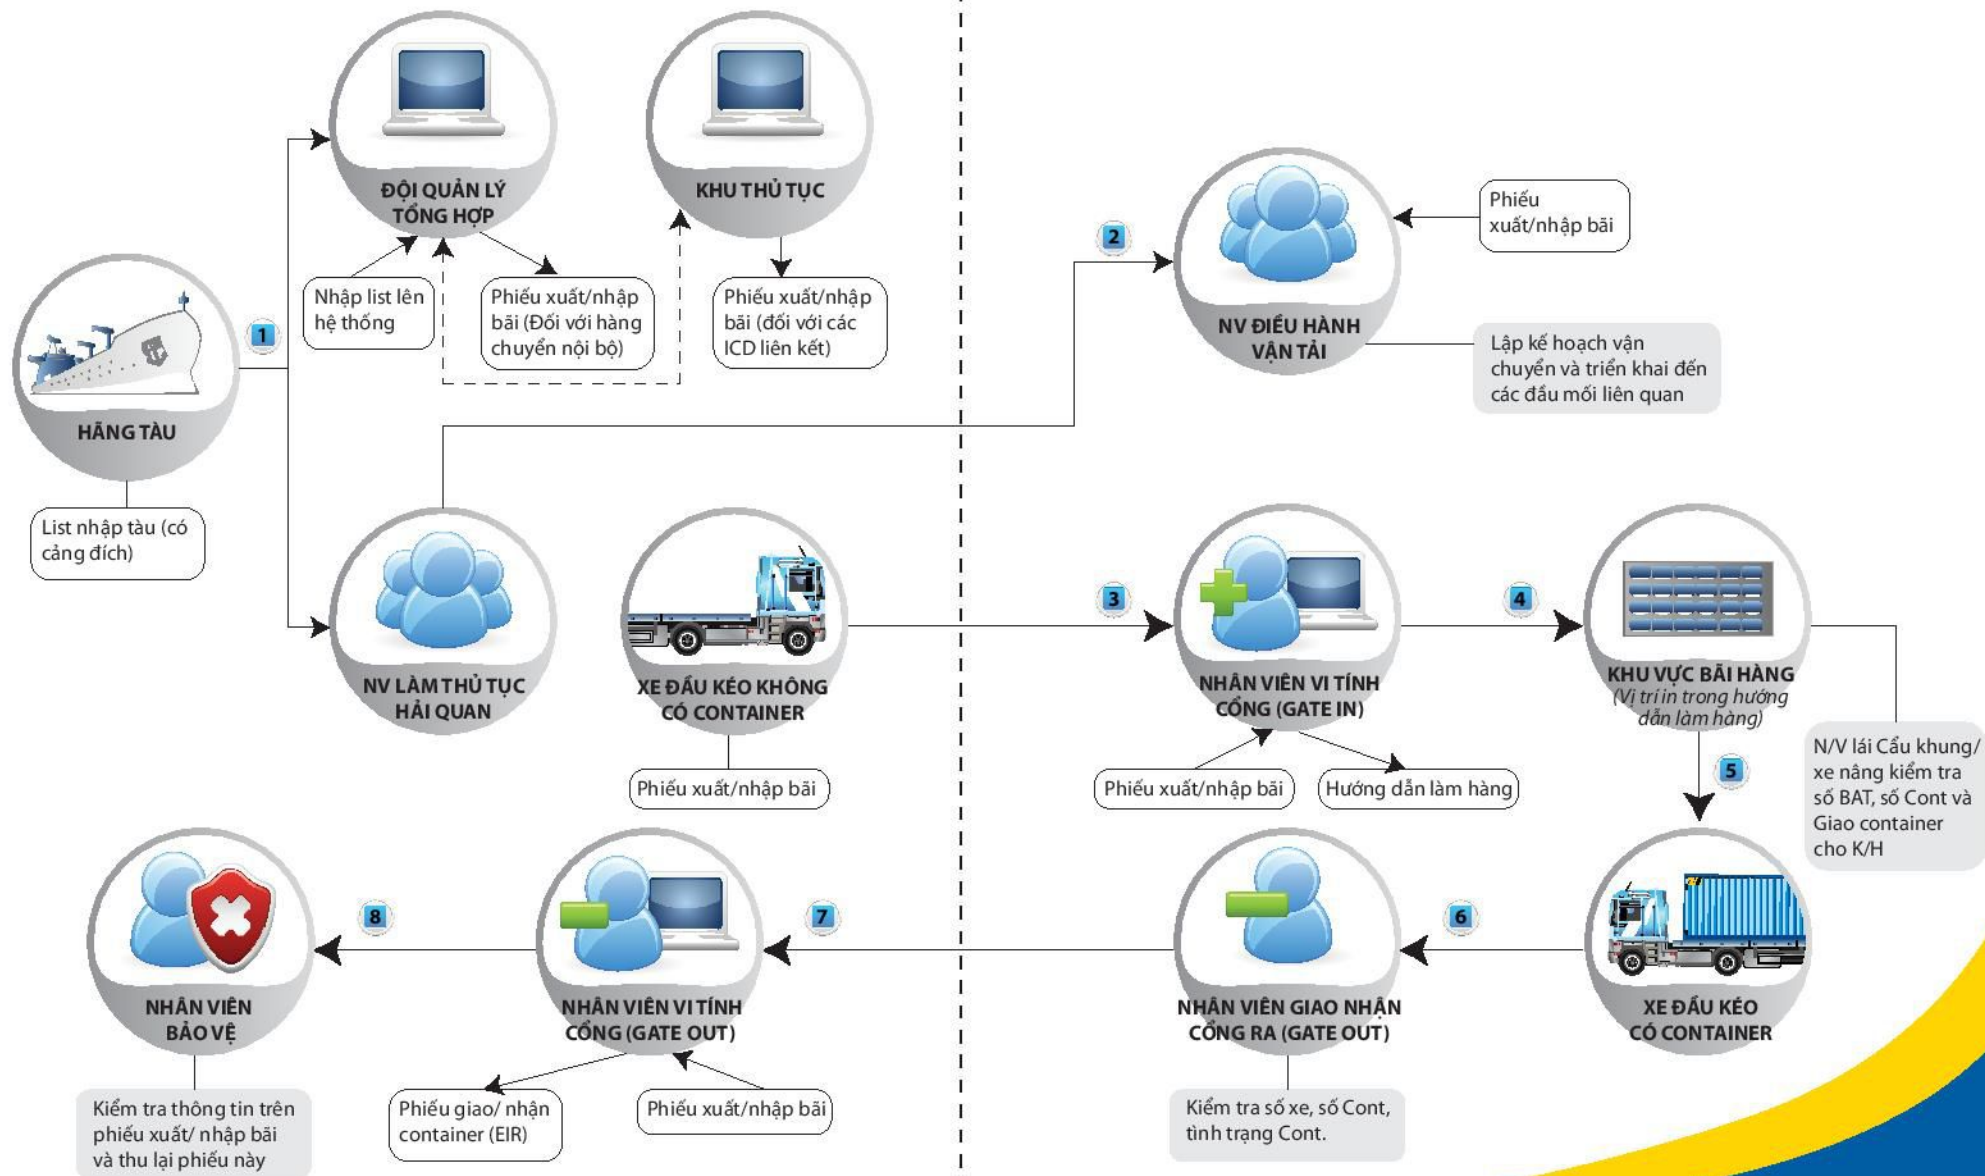 ĐỘI QUẢN LÝ
TỔNG HỢP
KHU THỦ TỤC
Nhập list lên
hệ thống
Phiếu xuất/nhập
bãi (Đối với hàng
chuyển nội bộ)
Phiếu xuất/nhập
bãi (đối với các
ICD liên kết)
1
HÃNG TÀU
List nhập tàu (có
cảng đích)
2
NV ĐIỀU HÀNH
VẬN TẢI
Phiếu
xuất/nhập bãi
Lập kế hoạch vận
chuyển và triển khai đến
các đầu mối liên quan
NV LÀM THỦ TỤC
HẢI QUAN
XE ĐẦU KÉO KHÔNG
CÓ CONTAINER
Phiếu xuất/nhập bãi
3
NHÂN VIÊN VI TÍNH
CỔNG (GATE IN)
Phiếu xuất/nhập bãi
Hướng dẫn làm hàng
4
KHU VỰC BÃI HÀNG
(Vị trí in trong hướng
dẫn làm hàng)
5
N/V lái Cẩu khung/
xe nâng kiểm tra
số BAT, số Cont và
Giao container
cho K/H
NHÂN VIÊN
BẢO VỆ
Kiểm tra thông tin trên
phiếu xuất/ nhập bãi
và thu lại phiếu này
8
NHÂN VIÊN VI TÍNH
CỔNG (GATE OUT)
Phiếu giao/ nhận
container (EIR)
Phiếu xuất/nhập bãi
7
NHÂN VIÊN GIAO NHẬN
CỔNG RA (GATE OUT)
Kiểm tra số xe, số Cont,
tình trạng Cont.
6
XE ĐẦU KÉO
CÓ CONTAINER